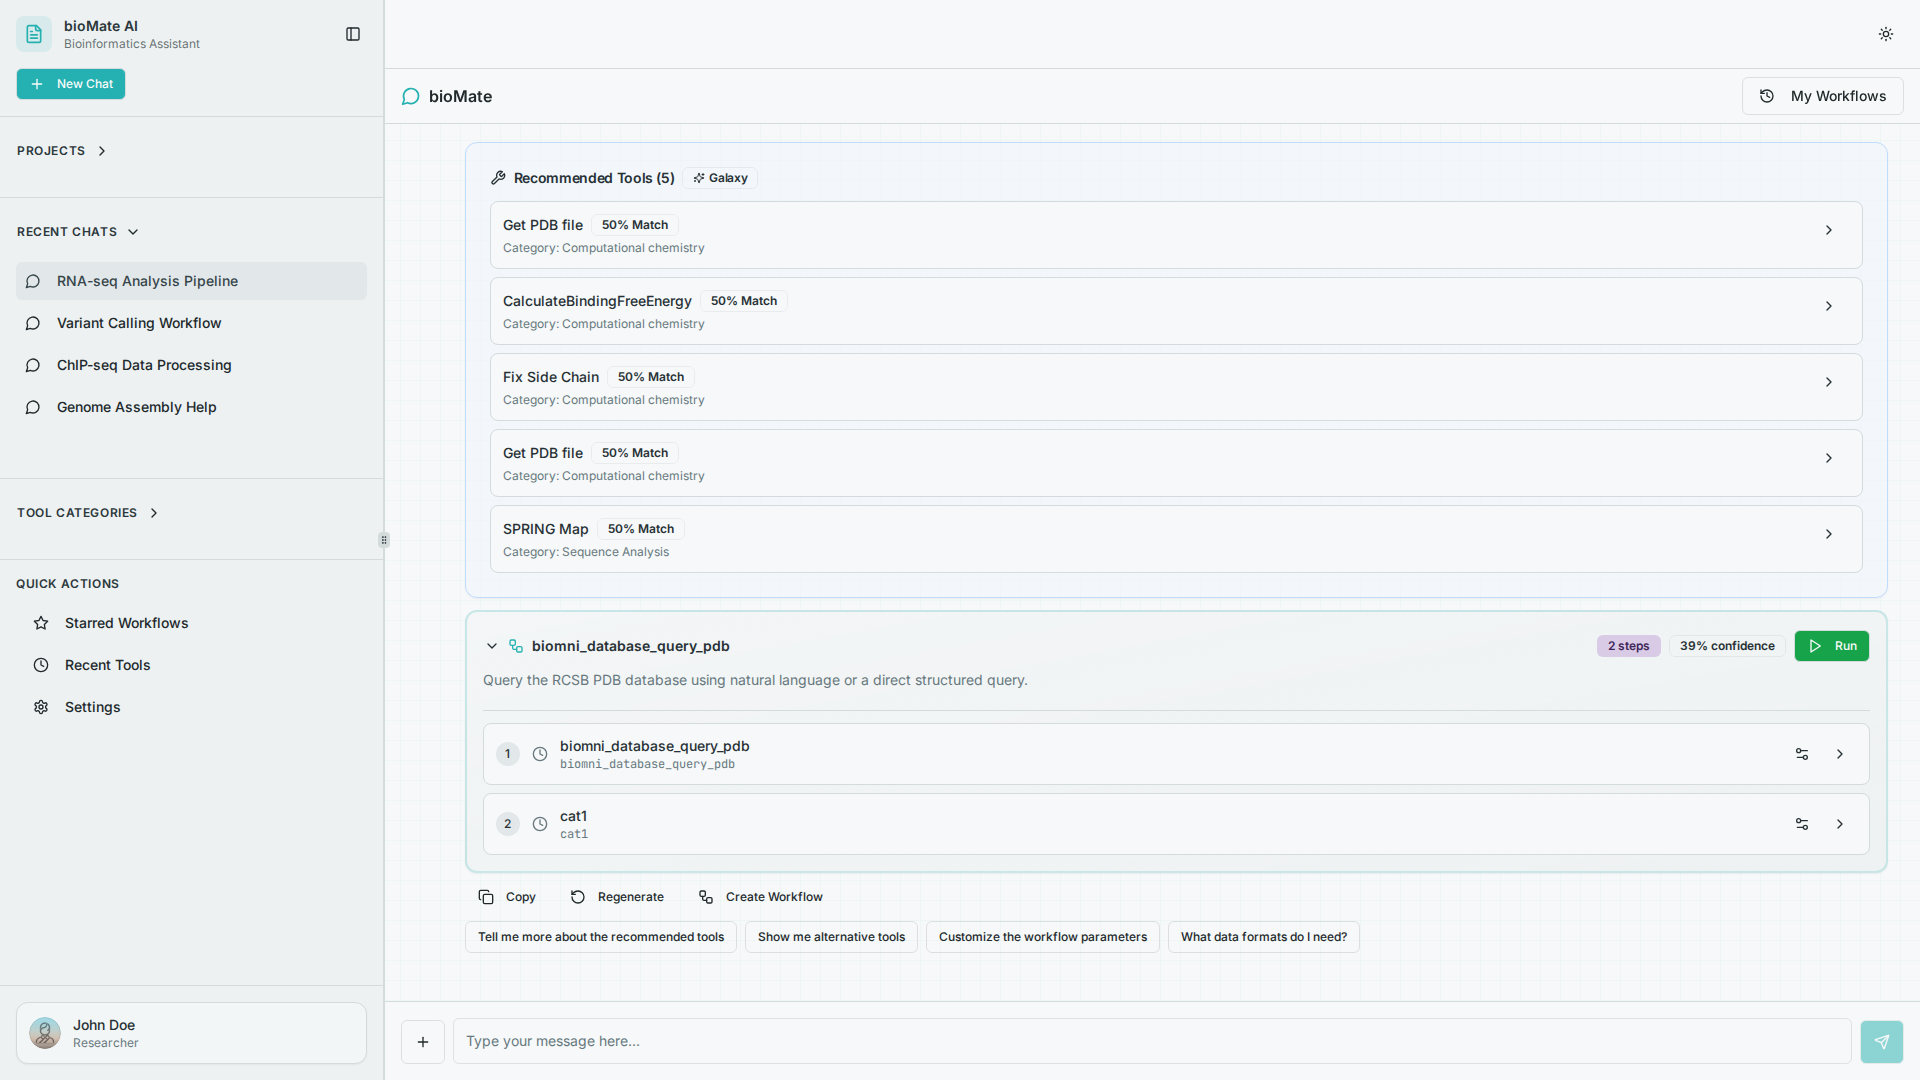 bioMate AI
Bioinformatics Assistant
New Chat
PROJECTS
RECENT CHATS
RNA-seq Analysis Pipeline
Variant Calling Workflow
ChIP-seq Data Processing
Genome Assembly Help
TOOL CATEGORIES
QUICK ACTIONS
Starred Workflows
Recent Tools
Settings
John Doe
Researcher
bioMate
My Workflows
Recommended Tools (5) Galaxy
Get PDB file 50% Match
Category: Computational chemistry
CalculateBindingFreeEnergy 50% Match
Category: Computational chemistry
Fix Side Chain 50% Match
Category: Computational chemistry
Get PDB file 50% Match
Category: Computational chemistry
SPRING Map 50% Match
Category: Sequence Analysis
biomni_database_query_pdb 2 steps 39% confidence Run
Query the RCSB PDB database using natural language or a direct structured query.
1 biomni_database_query_pdb
biomni_database_query_pdb
2 cat1
cat1
Copy Regenerate Create Workflow
Tell me more about the recommended tools Show me alternative tools Customize the workflow parameters What data formats do I need?
Type your message here...